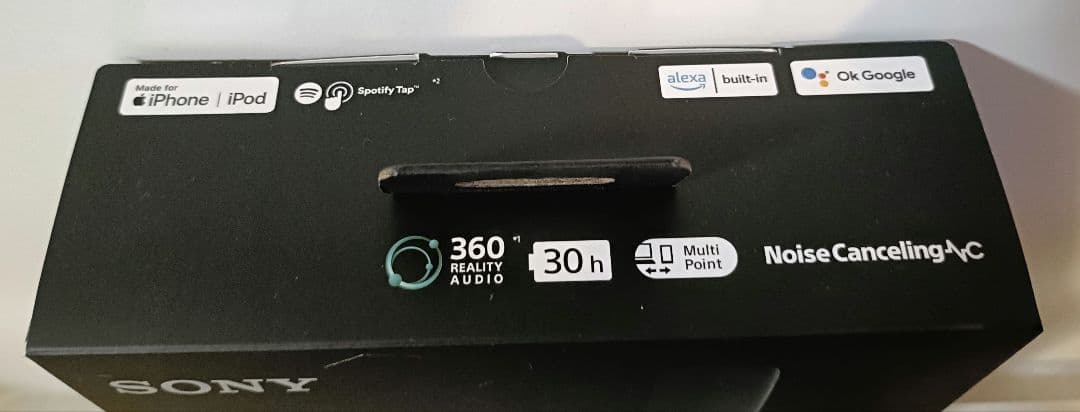 Made for
iPhone | iPod
Spotify Tap™ *2
alexa | built-in
Ok Google
360 *1
REALITY
AUDIO
30 h
Multi
Point
Noise Canceling NC
SONY